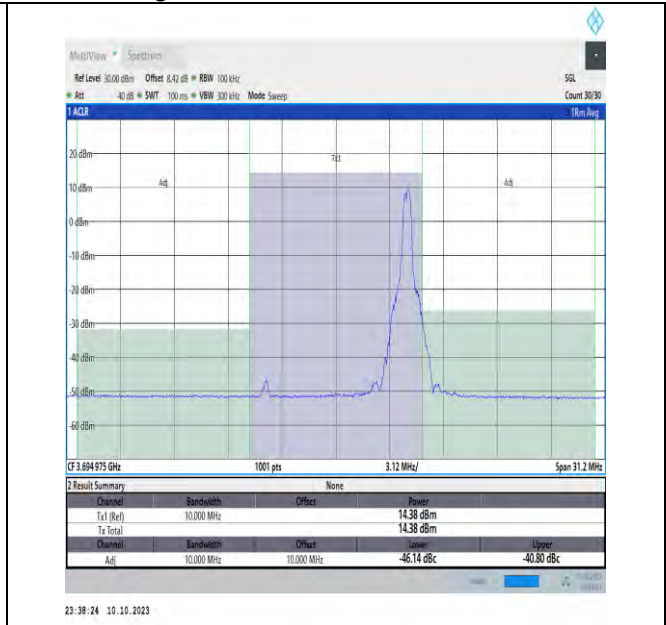 MultiView Spectrum
Ref Level 30.00 dBm Offset 8.42 dB RBW 100 kHz SGL
Att 40 dB SWT 100 ms VBW 300 kHz Mode Sweep Count 30/30
1 ACLR 1Rm Avg
Tx1
20 dBm
Adj Adj
10 dBm
0 dBm
-10 dBm
-20 dBm
-30 dBm
-40 dBm
-50 dBm
-60 dBm
CF 3.694975 GHz 1001 pts 3.12 MHz/ Span 31.2 MHz
2 Result Summary None
Channel Bandwidth Offset Power
Tx1 (Ref) 10.000 MHz 14.38 dBm
Tx Total 14.38 dBm
Channel Bandwidth Offset Lower Upper
Adj 10.000 MHz 10.000 MHz -46.14 dBc -40.80 dBc
23:38:24 10.10.2023